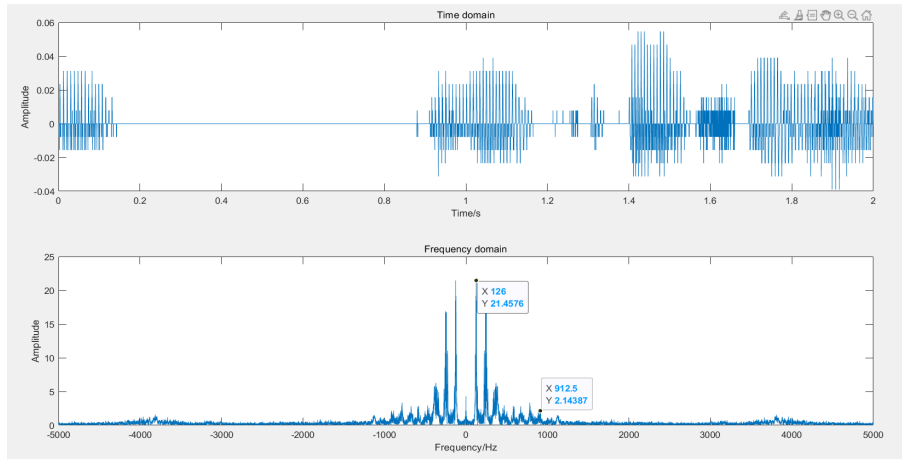 Time domain
0.06
0.04
0.02
0
-0.02
-0.04
Amplitude
0 0.2 0.4 0.6 0.8 1 1.2 1.4 1.6 1.8 2
Time/s
Frequency domain
25
20
15
10
5
0
Amplitude
X 126
Y 21.4576
X 912.5
Y 2.14387
-5000 -4000 -3000 -2000 -1000 0 1000 2000 3000 4000 5000
Frequency/Hz